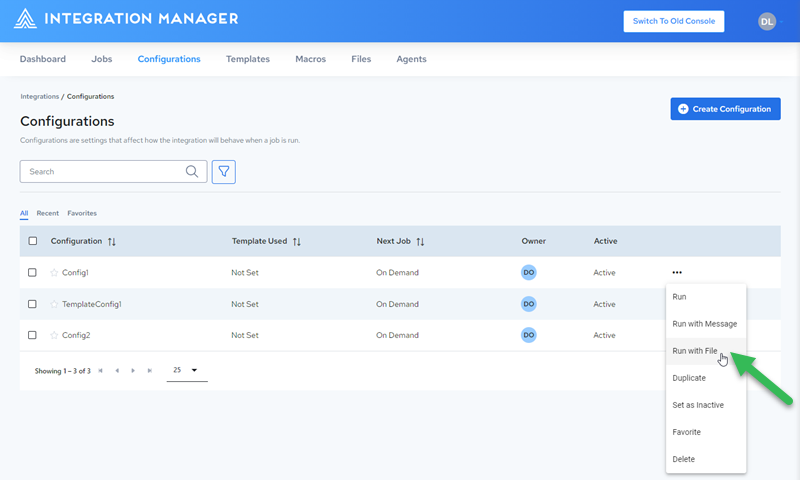 INTEGRATION MANAGER
Switch To Old Console
DL
Dashboard Jobs Configurations Templates Macros Files Agents
Integrations / Configurations
Configurations
Create Configuration
Configurations are settings that affect how the integration will behave when a job is run.
Search
All Recent Favorites
Configuration Template Used Next Job Owner Active
Config1 Not Set On Demand DO Active
TemplateConfig1 Not Set On Demand DO Active
Config2 Not Set On Demand DO Active
Showing 1 – 3 of 3 25
Run
Run with Message
Run with File
Duplicate
Set as Inactive
Favorite
Delete